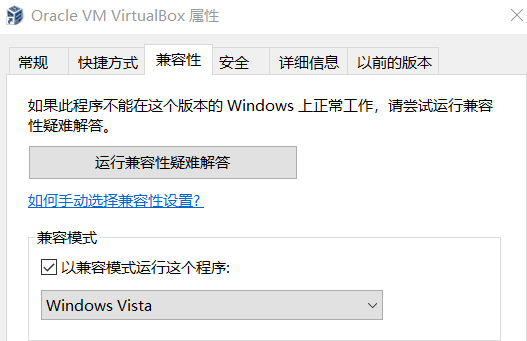 Oracle VM VirtualBox 属性
常规 快捷方式 兼容性 安全 详细信息 以前的版本
如果此程序不能在这个版本的 Windows 上正常工作，请尝试运行兼容
性疑难解答。
运行兼容性疑难解答
如何手动选择兼容性设置?
兼容模式
以兼容模式运行这个程序:
Windows Vista